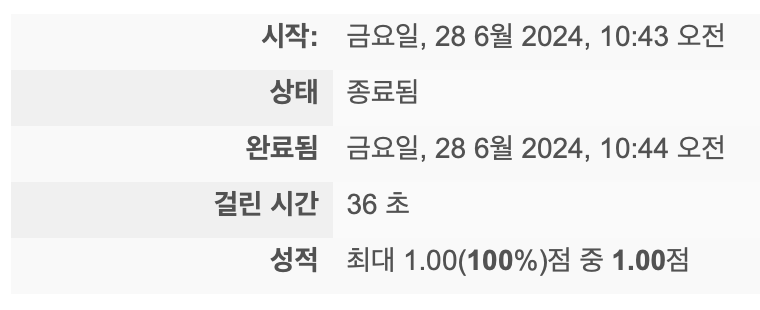 시작: 금요일, 28 6월 2024, 10:43 오전
상태 종료됨
완료됨 금요일, 28 6월 2024, 10:44 오전
걸린 시간 36 초
성적 최대 1.00(100%)점 중 1.00점